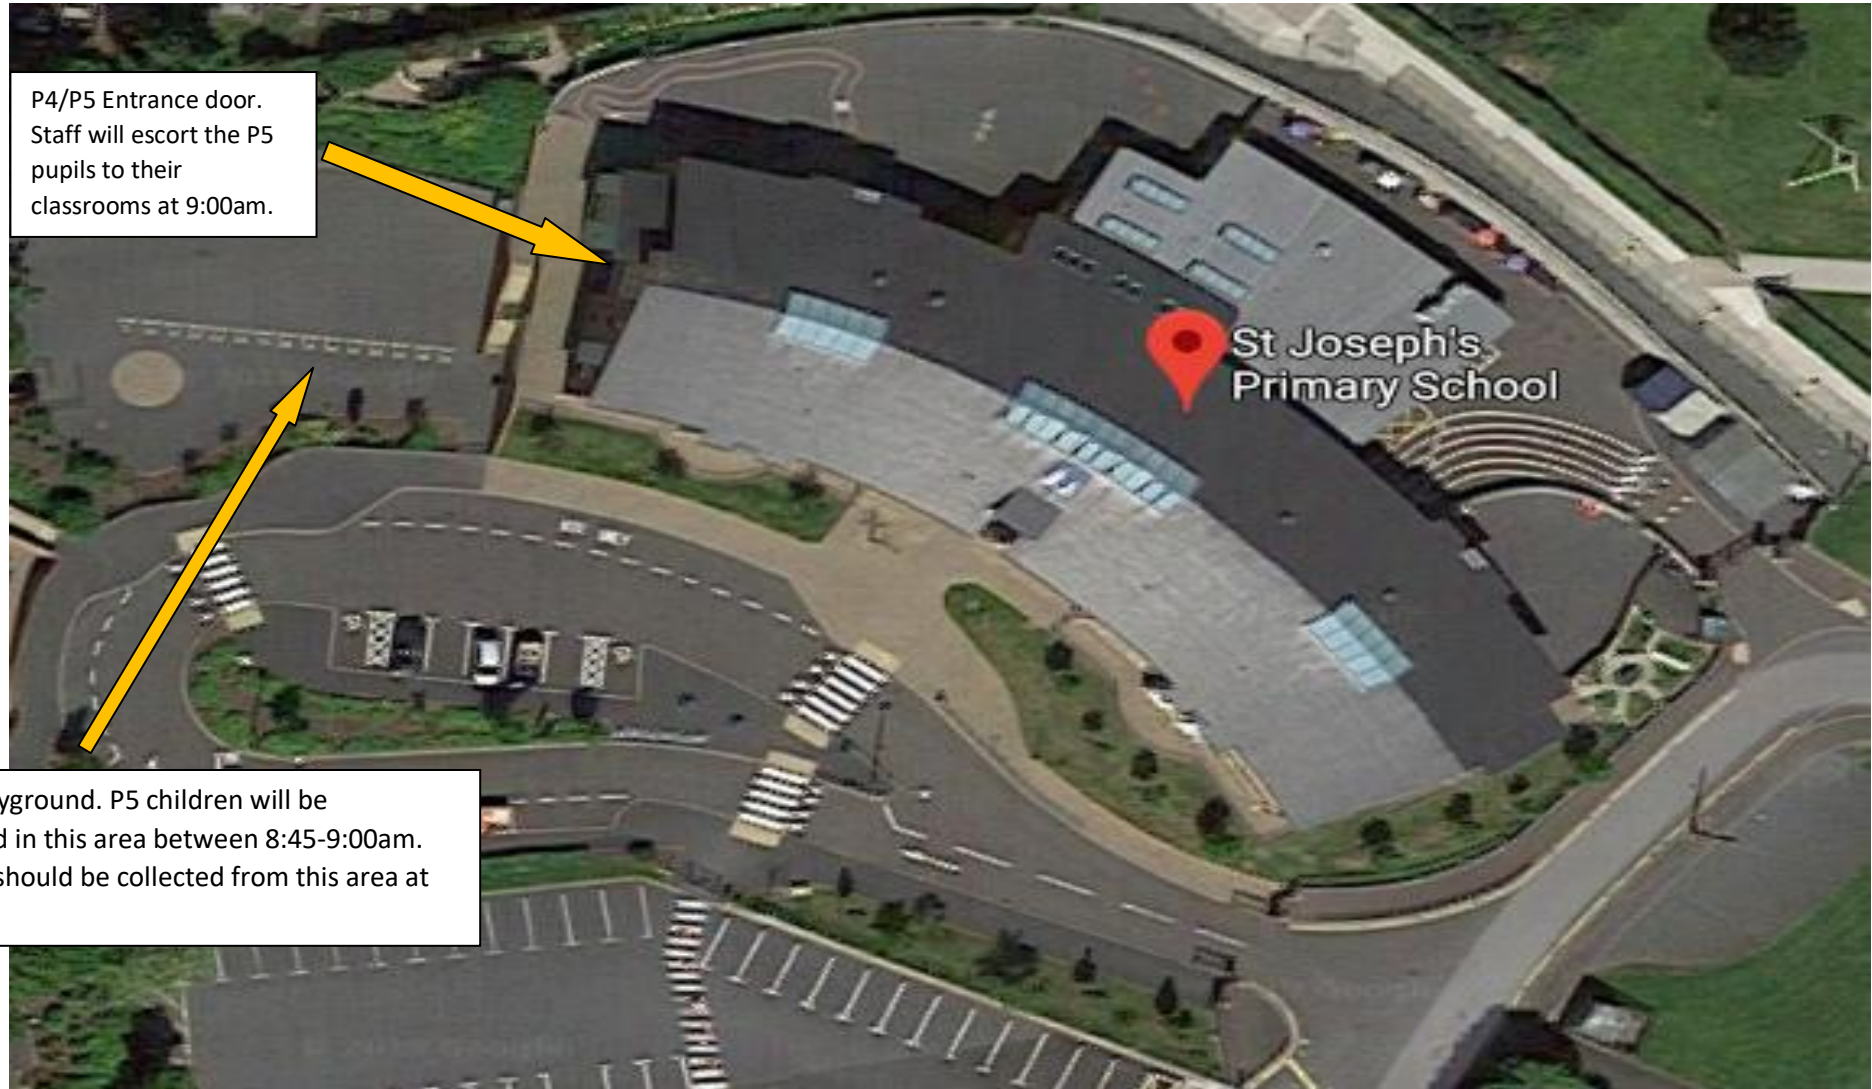 P4/P5 Entrance door.
Staff will escort the P5
pupils to their
classrooms at 9:00am.
St Joseph's
Primary School
yground. P5 children will be
d in this area between 8:45-9:00am.
should be collected from this area at